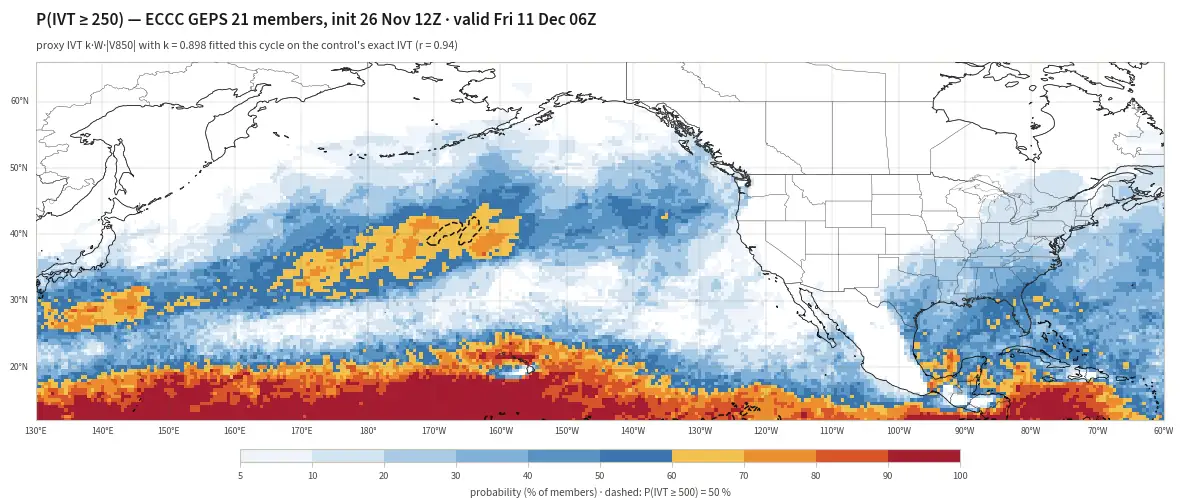 P(IVT ≥ 250) — ECCC GEPS 21 members, init 26 Nov 12Z · valid Fri 11 Dec 06Z
proxy IVT k·W·|V850| with k = 0.898 fitted this cycle on the control's exact IVT (r = 0.94)
60°N
50°N
40°N
30°N
20°N
130°E 140°E 150°E 160°E 170°E 180° 170°W 160°W 150°W 140°W 130°W 120°W 110°W 100°W 90°W 80°W 70°W 60°W
5 10 20 30 40 50 60 70 80 90 100
probability (% of members) · dashed: P(IVT ≥ 500) = 50 %